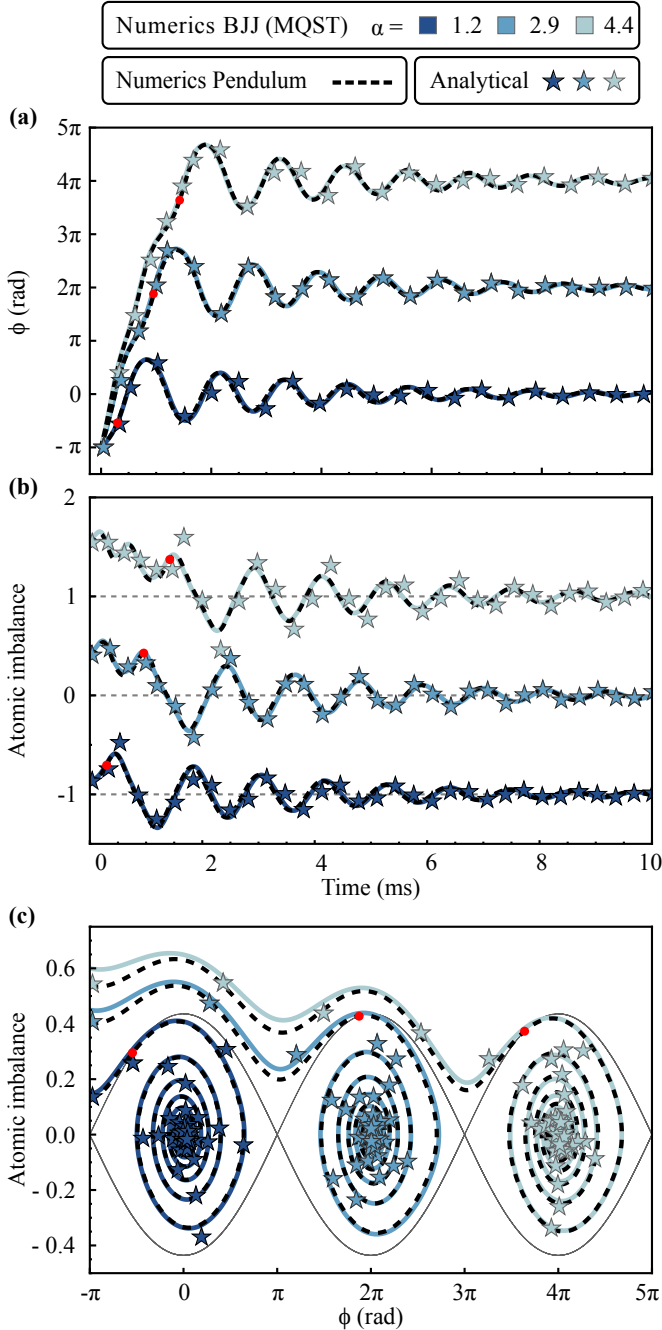 Numerics BJJ (MQST) α = 1.2 2.9 4.4
Numerics Pendulum Analytical
(a)
5π
4π
3π
2π
π
0
- π
ϕ (rad)
(b)
2
1
0
-1
Atomic imbalance
0 2 4 6 8 10
Time (ms)
(c)
0.6
0.4
0.2
0.0
- 0.2
- 0.4
Atomic imbalance
-π 0 π 2π 3π 4π 5π
ϕ (rad)